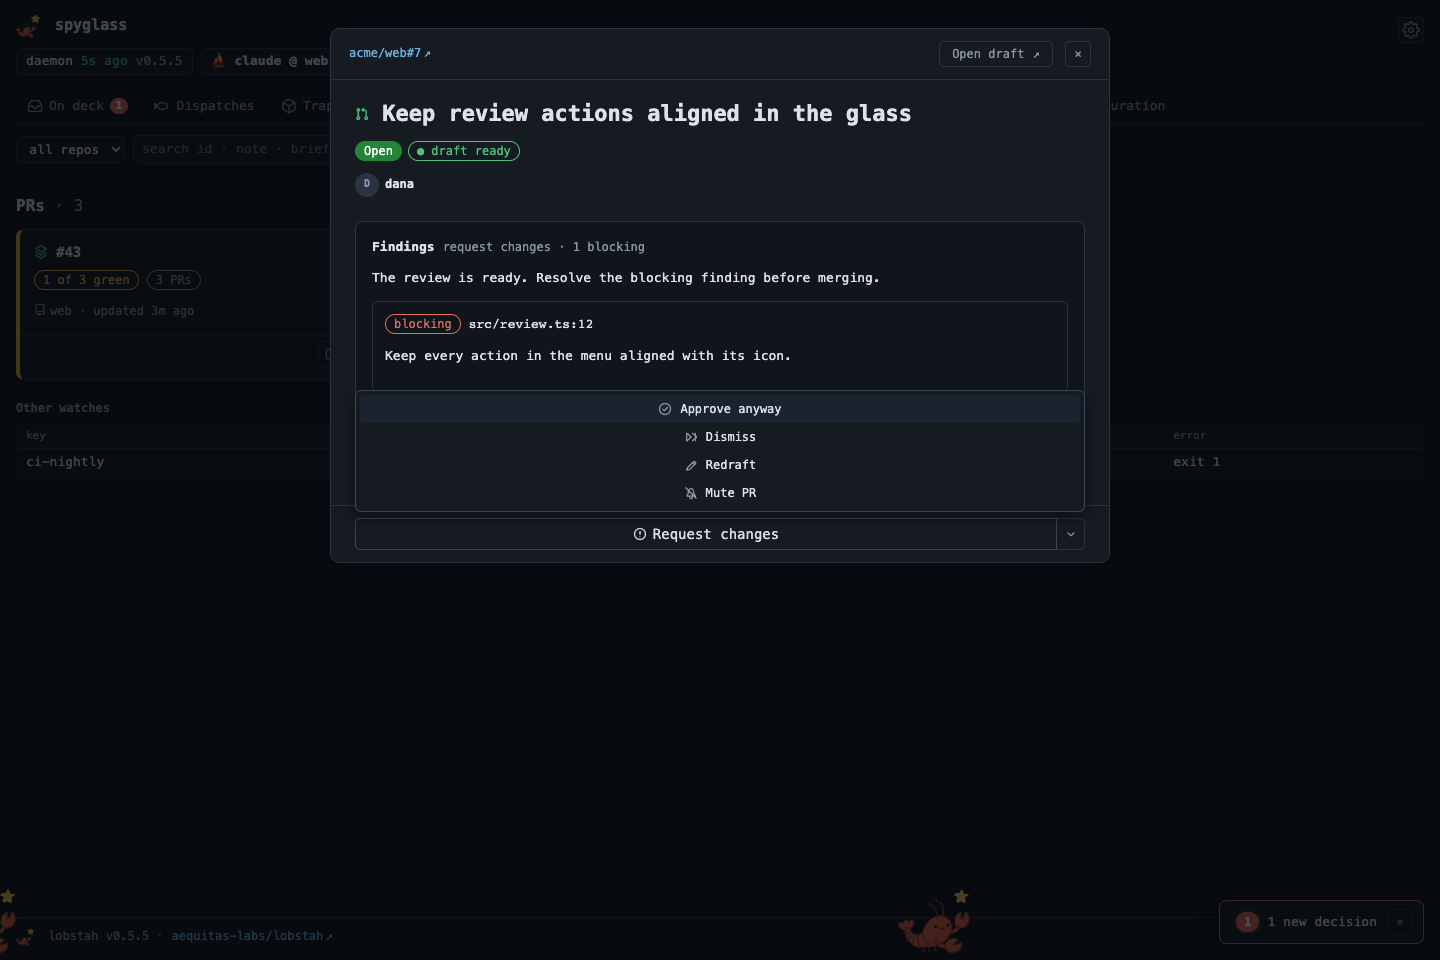 spyglass
daemon 5s ago v0.5.5
claude @ web
On deck 1
Dispatches
Trap
uration
all repos
search id · note · brief
PRs · 3
#43
1 of 3 green
3 PRs
web · updated 3m ago
Other watches
key
error
ci-nightly
exit 1
acme/web#7↗
Open draft ↗
×
Keep review actions aligned in the glass
Open
draft ready
D
dana
Findings request changes · 1 blocking
The review is ready. Resolve the blocking finding before merging.
blocking src/review.ts:12
Keep every action in the menu aligned with its icon.
Approve anyway
Dismiss
Redraft
Mute PR
Request changes
lobstah v0.5.5 · aequitas-labs/lobstah↗
1 1 new decision ×